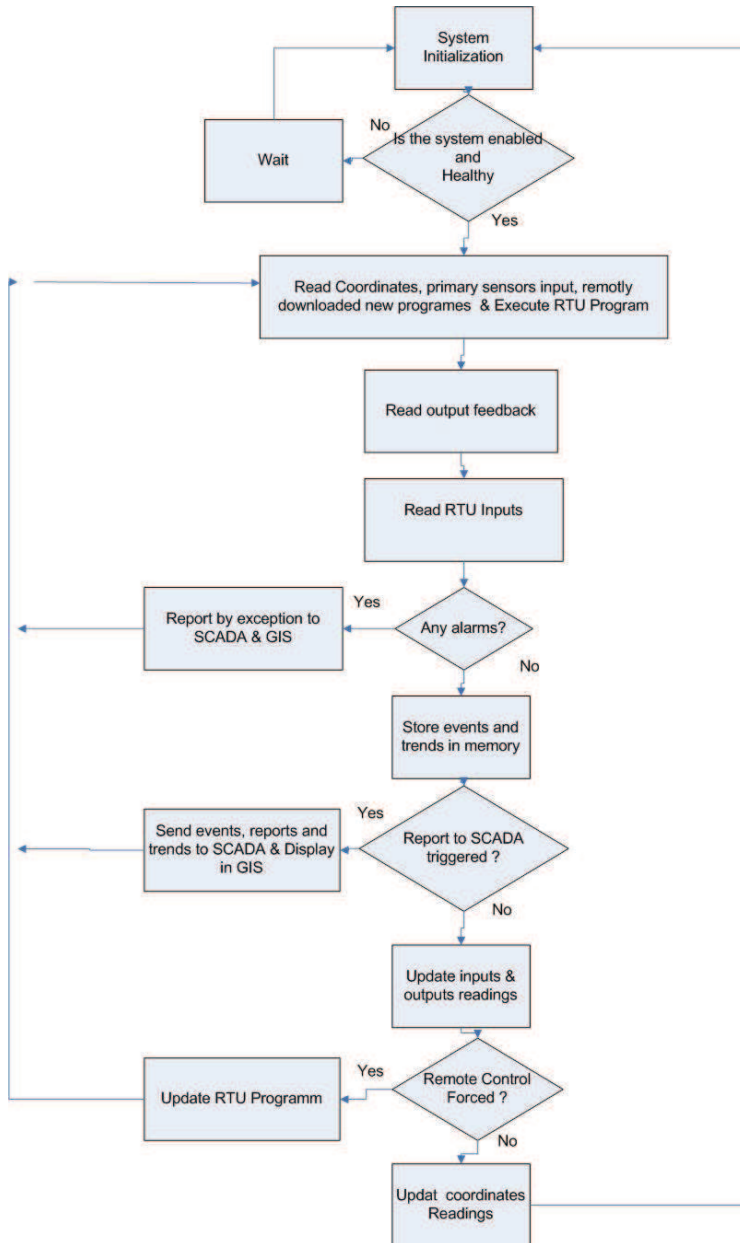 System
Initialization
No
Is the system enabled
and
Healthy
Wait
Yes
Read Coordinates, primary sensors input, remotly
downloaded new programes & Execute RTU Program
Read output feedback
Read RTU Inputs
Yes
Report by exception to
SCADA & GIS
Any alarms?
No
Store events and
trends in memory
Yes
Send events, reports and
trends to SCADA & Display
in GIS
Report to SCADA
triggered ?
No
Update inputs &
outputs readings
Yes
Update RTU Programm
Remote Control
Forced ?
No
Updat coordinates
Readings